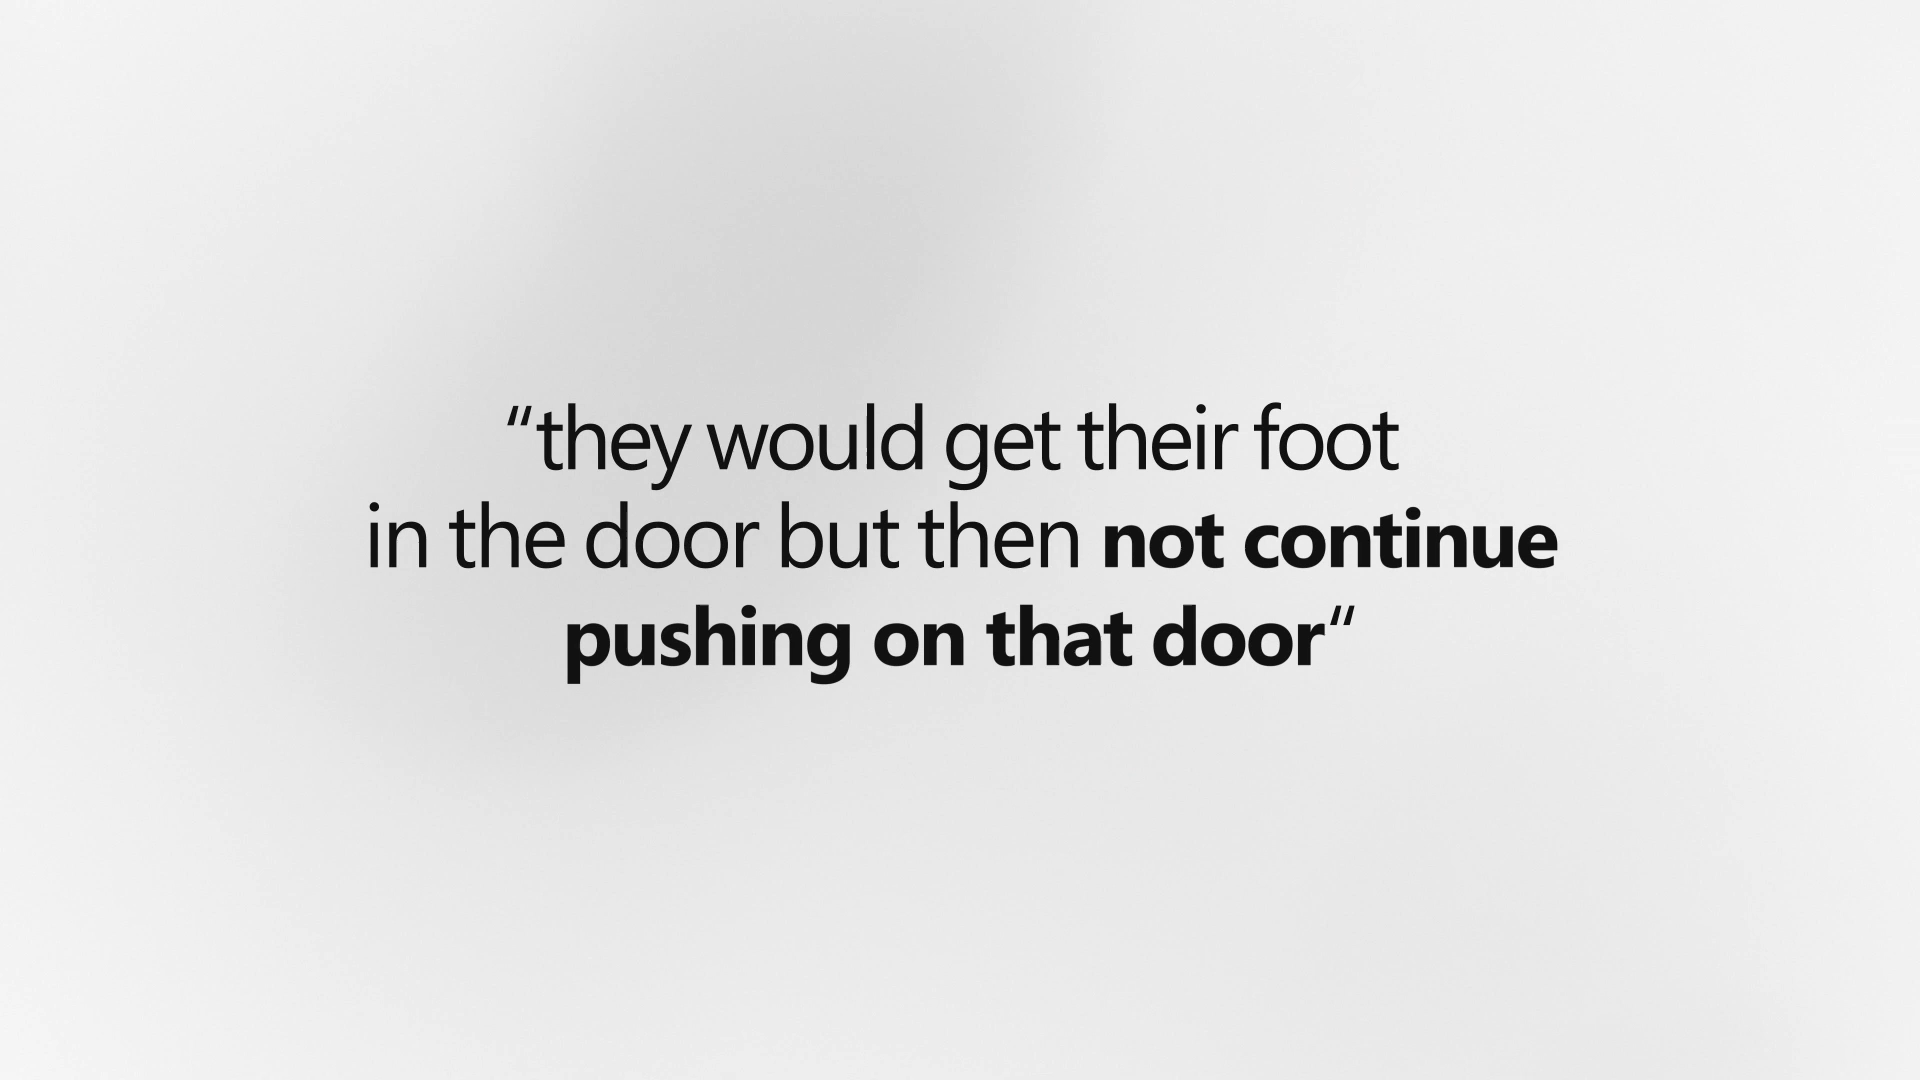 “they would get their foot
in the door but then not continue
pushing on that door“